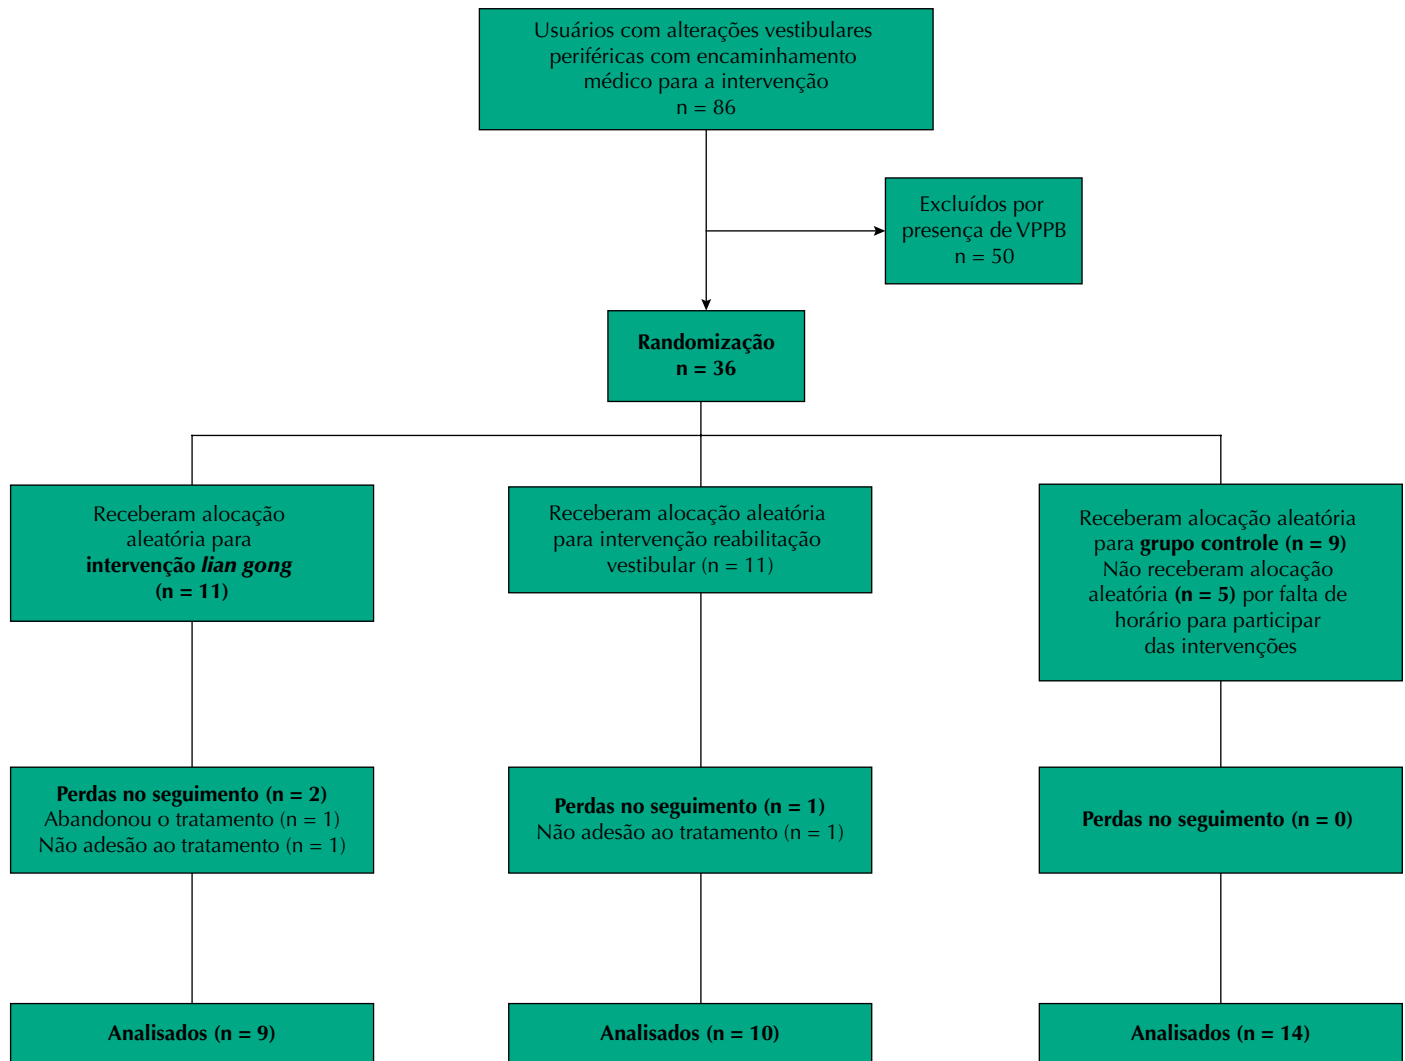 Usuários com alterações vestibulares
periféricas com encaminhamento
médico para a intervenção
n = 86
Excluídos por
presença de VPPB
n = 50
Randomização
n = 36
Receberam alocação
aleatória para
intervenção lian gong
(n = 11)
Receberam alocação aleatória
para intervenção reabilitação
vestibular (n = 11)
Receberam alocação aleatória
para grupo controle (n = 9)
Não receberam alocação
aleatória (n = 5) por falta de
horário para participar
das intervenções
Perdas no seguimento (n = 2)
Abandonou o tratamento (n = 1)
Não adesão ao tratamento (n = 1)
Perdas no seguimento (n = 1)
Não adesão ao tratamento (n = 1)
Perdas no seguimento (n = 0)
Analisados (n = 9)
Analisados (n = 10)
Analisados (n = 14)